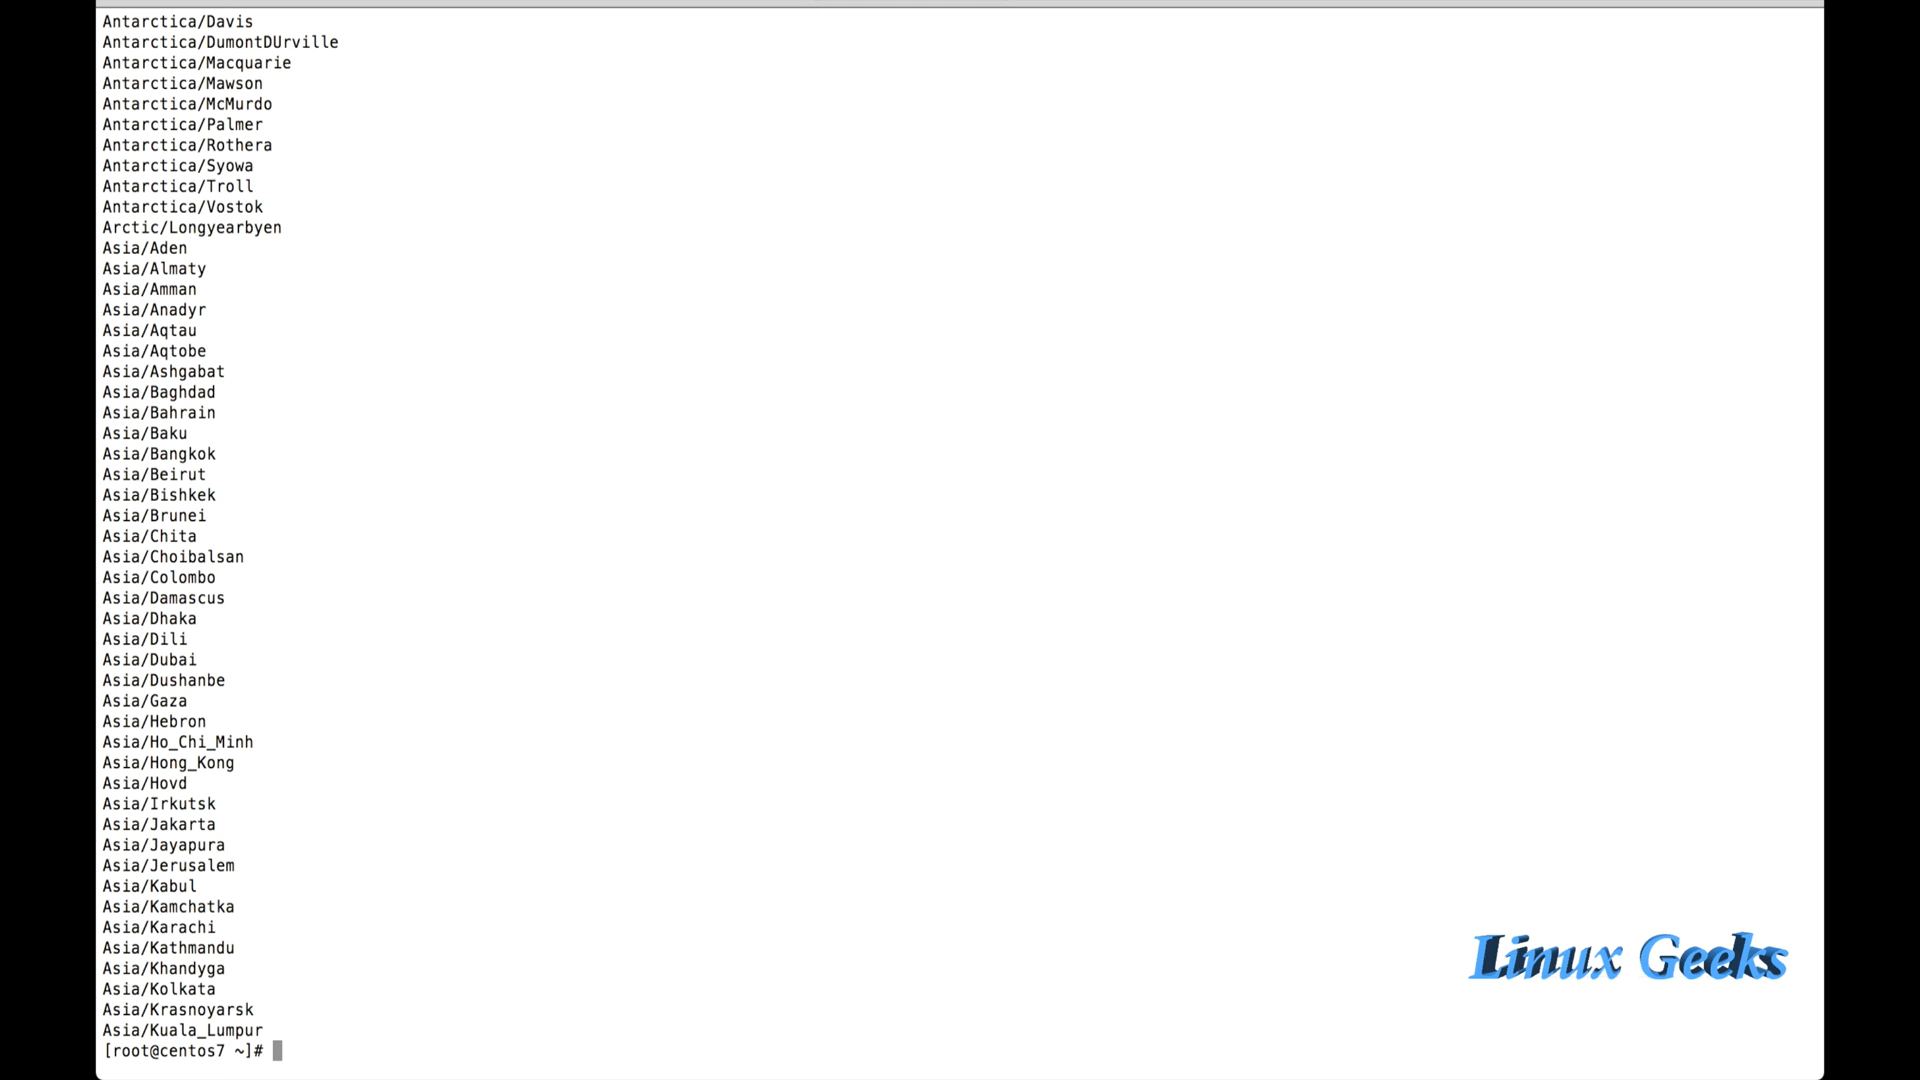 Antarctica/Davis
Antarctica/DumontDUrville
Antarctica/Macquarie
Antarctica/Mawson
Antarctica/McMurdo
Antarctica/Palmer
Antarctica/Rothera
Antarctica/Syowa
Antarctica/Troll
Antarctica/Vostok
Arctic/Longyearbyen
Asia/Aden
Asia/Almaty
Asia/Amman
Asia/Anadyr
Asia/Aqtau
Asia/Aqtobe
Asia/Ashgabat
Asia/Baghdad
Asia/Bahrain
Asia/Baku
Asia/Bangkok
Asia/Beirut
Asia/Bishkek
Asia/Brunei
Asia/Chita
Asia/Choibalsan
Asia/Colombo
Asia/Damascus
Asia/Dhaka
Asia/Dili
Asia/Dubai
Asia/Dushanbe
Asia/Gaza
Asia/Hebron
Asia/Ho_Chi_Minh
Asia/Hong_Kong
Asia/Hovd
Asia/Irkutsk
Asia/Jakarta
Asia/Jayapura
Asia/Jerusalem
Asia/Kabul
Asia/Kamchatka
Asia/Karachi
Asia/Kathmandu
Asia/Khandyga
Asia/Kolkata
Asia/Krasnoyarsk
Asia/Kuala_Lumpur
[root@centos7 ~]#
Linux Geeks